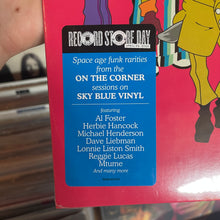 RECORD STORE DAY
Space age funk rarities
from the
ON THE CORNER
sessions on
SKY BLUE VINYL
featuring
Al Foster
Herbie Hancock
Michael Henderson
Dave Liebman
Lonnie Liston Smith
Reggie Lucas
Mtume
And many more